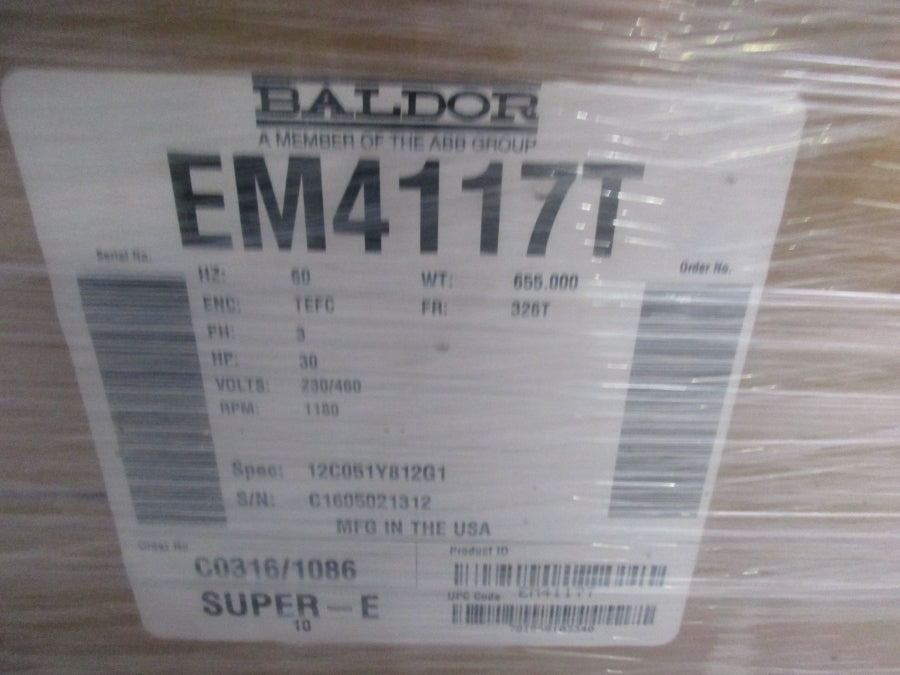 BALDOR
A MEMBER OF THE ABB GROUP
EM4117T
Serial No.
Order No.
HZ: 60 WT: 655.000
ENC: TEFC FR: 326T
PH: 3
HP: 30
VOLTS: 230/460
RPM: 1180
Spec: 12C051Y812G1
S/N: C1605021312
MFG IN THE USA
Order No.
C0316/1086
SUPER-E
10
Product ID
EM4117T
UPC Code